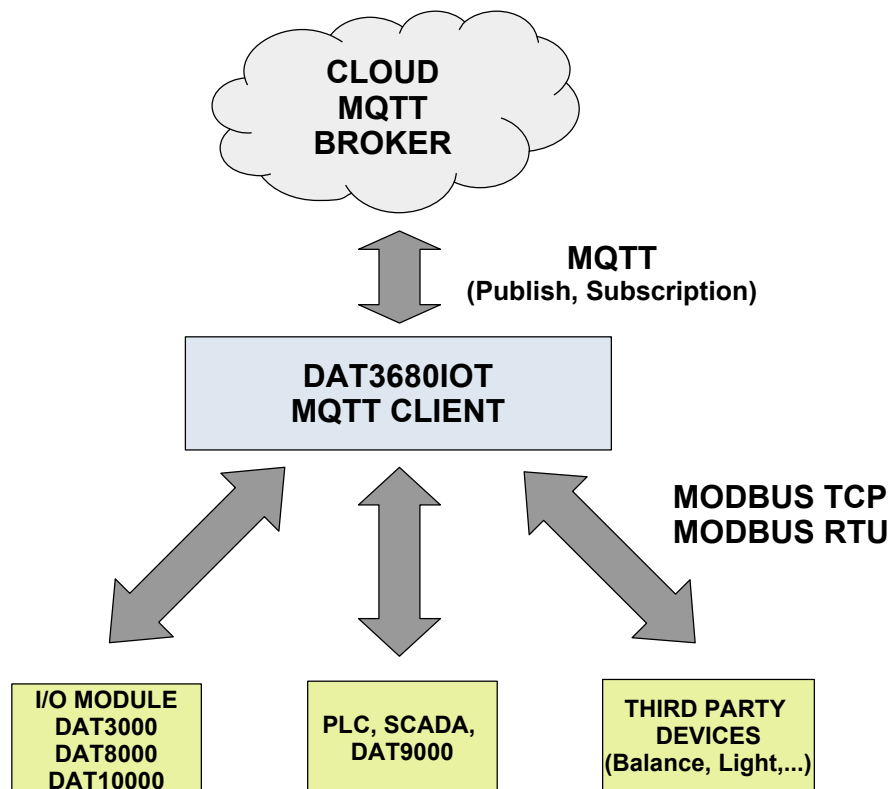 CLOUD
MQTT
BROKER
MQTT
(Publish, Subscription)
DAT3680IOT
MQTT CLIENT
MODBUS TCP
MODBUS RTU
I/O MODULE
DAT3000
DAT8000
DAT10000
PLC, SCADA,
DAT9000
THIRD PARTY
DEVICES
(Balance, Light,...)